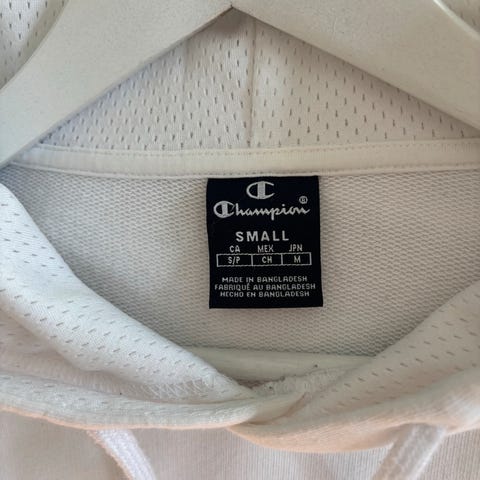 Champion®
SMALL
CA MEX JPN
S/P CH M
MADE IN BANGLADESH
FABRIQUÉ AU BANGLADESH
HECHO EN BANGLADESH